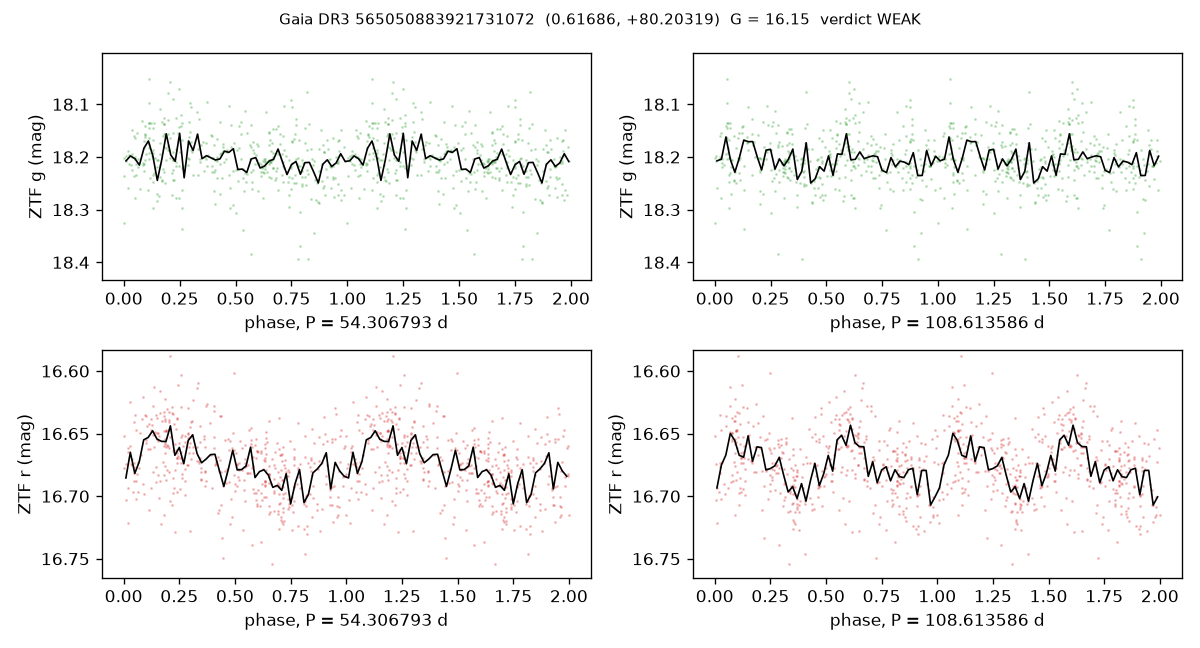 Gaia DR3 565050883921731072 (0.61686, +80.20319) G = 16.15 verdict WEAK
ZTF g (mag)
18.1
18.2
18.3
18.4
0.00 0.25 0.50 0.75 1.00 1.25 1.50 1.75 2.00
phase, P = 54.306793 d
ZTF g (mag)
18.1
18.2
18.3
18.4
0.00 0.25 0.50 0.75 1.00 1.25 1.50 1.75 2.00
phase, P = 108.613586 d
ZTF r (mag)
16.60
16.65
16.70
16.75
0.00 0.25 0.50 0.75 1.00 1.25 1.50 1.75 2.00
phase, P = 54.306793 d
ZTF r (mag)
16.60
16.65
16.70
16.75
0.00 0.25 0.50 0.75 1.00 1.25 1.50 1.75 2.00
phase, P = 108.613586 d